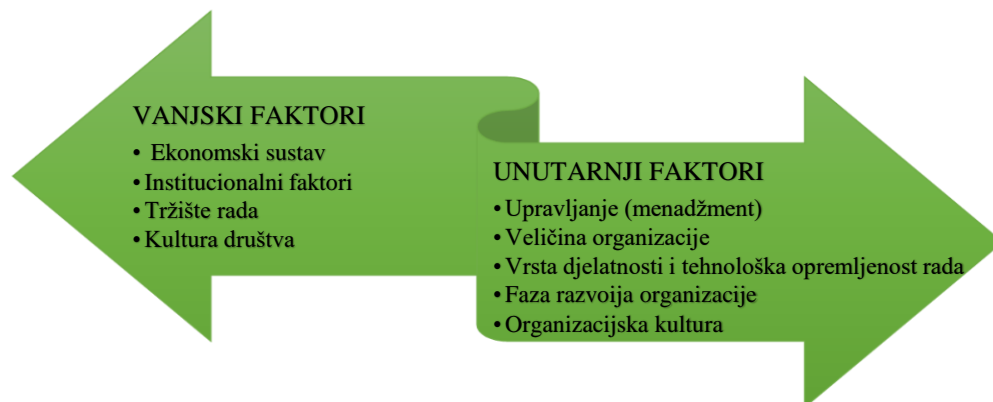 VANJSKI FAKTORI
• Ekonomski sustav
• Institucionalni faktori
• Tržište rada
• Kultura društva
UNUTARNJI FAKTORI
• Upravljanje (menadžment)
• Veličina organizacije
• Vrsta djelatnosti i tehnološka opremljenost rada
• Faza razvoija organizacije
• Organizacijska kultura